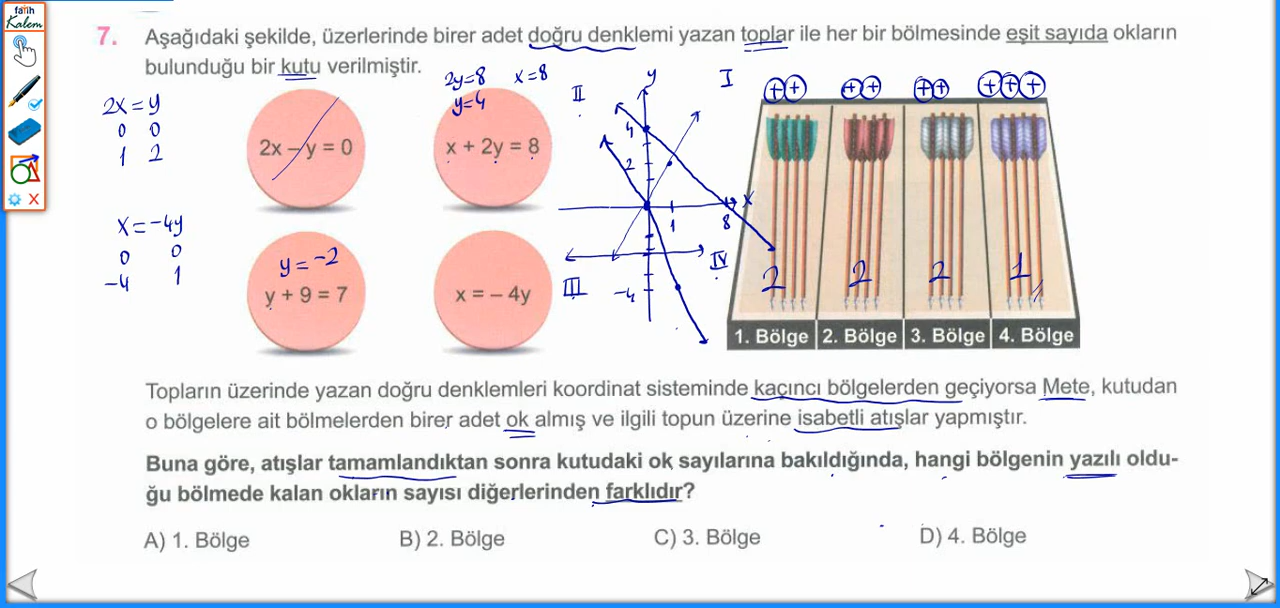 fatih
Kalem
7. Aşağıdaki şekilde, üzerlerinde birer adet doğru denklemi yazan toplar ile her bir bölmesinde eşit sayıda okların
bulunduğu bir kutu verilmiştir.
2x = y
0 0
1 2
2x – y = 0
2y=8 x=8
y=4
x + 2y = 8
x = -4y
0 0
-4 1
y = -2
y + 9 = 7
x = – 4y
II
y
I
4
2
x
1
8
III
IV
-4
++ ++ ++ +++
2 2 2 1
1. Bölge 2. Bölge 3. Bölge 4. Bölge
Topların üzerinde yazan doğru denklemleri koordinat sisteminde kaçıncı bölgelerden geçiyorsa Mete, kutudan
o bölgelere ait bölmelerden birer adet ok almış ve ilgili topun üzerine isabetli atışlar yapmıştır.
Buna göre, atışlar tamamlandıktan sonra kutudaki ok sayılarına bakıldığında, hangi bölgenin yazılı oldu-
ğu bölmede kalan okların sayısı diğerlerinden farklıdır?
A) 1. Bölge B) 2. Bölge C) 3. Bölge D) 4. Bölge